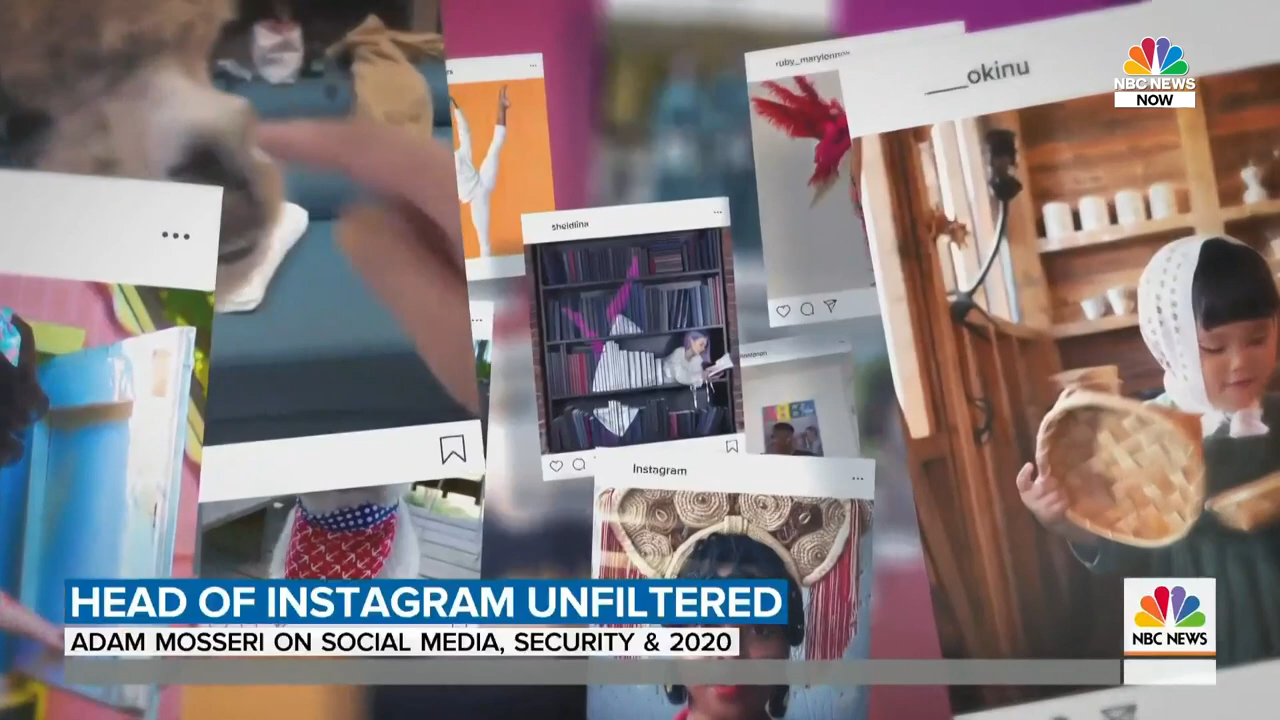 ruby_marylennox
___okinu
NBC NEWS
NOW
sheidlina
Instagram
HEAD OF INSTAGRAM UNFILTERED
ADAM MOSSERI ON SOCIAL MEDIA, SECURITY & 2020
NBC NEWS